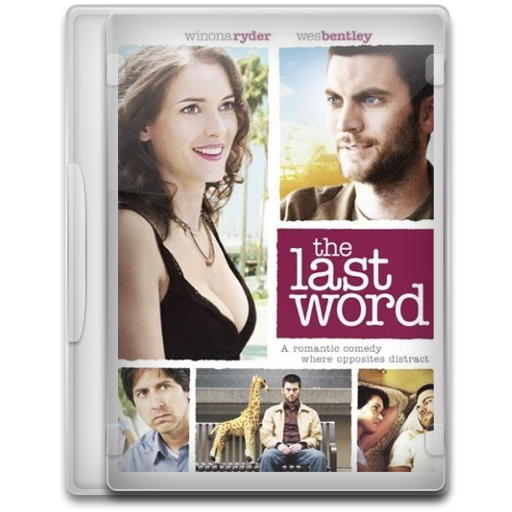 winonaryder wesbentley
the
last
word
A romantic comedy
where opposites distract